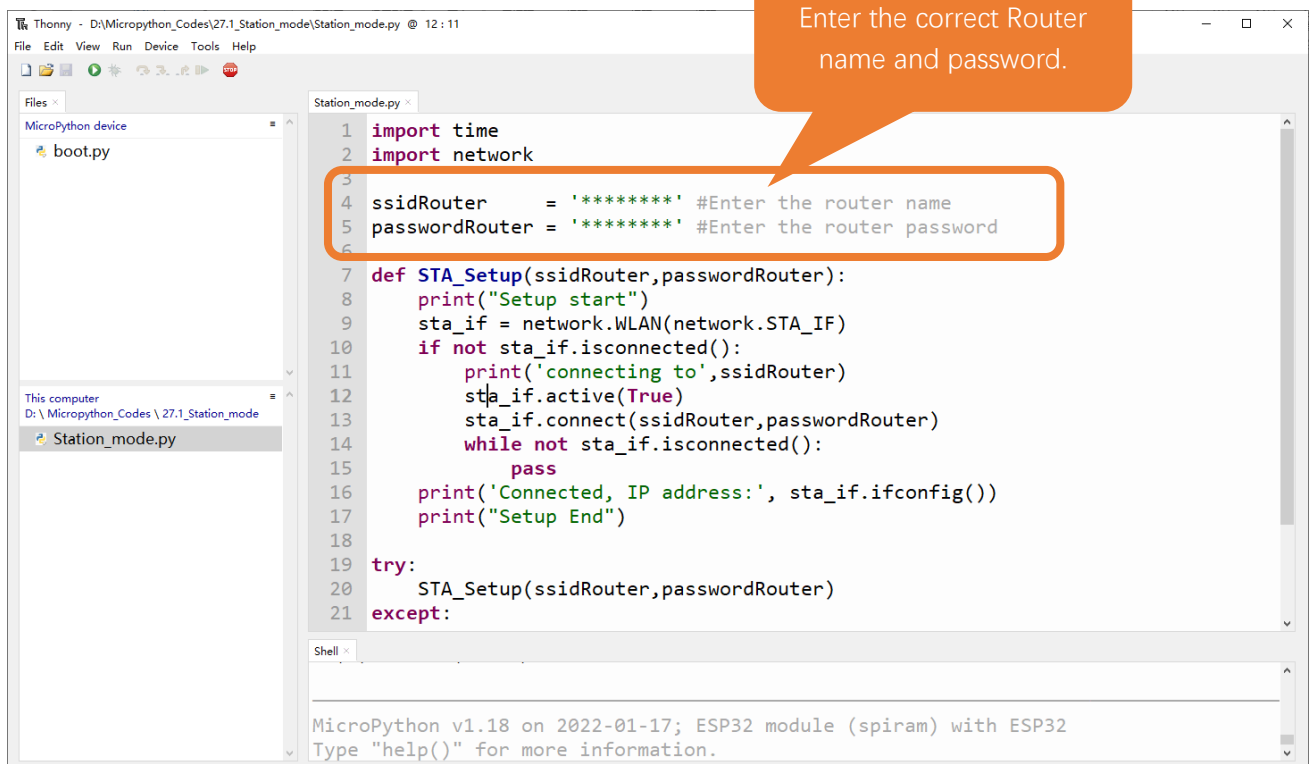 Thonny - D:\Micropython_Codes\27.1_Station_mode\Station_mode.py @ 12 : 11
Enter the correct Router
name and password.
File Edit View Run Device Tools Help
STOP
Files
MicroPython device
boot.py
This computer
D: \ Micropython_Codes \ 27.1_Station_mode
Station_mode.py
Station_mode.py
1 import time
2 import network
3
4 ssidRouter     = '********' #Enter the router name
5 passwordRouter = '********' #Enter the router password
6
7 def STA_Setup(ssidRouter,passwordRouter):
8     print("Setup start")
9     sta_if = network.WLAN(network.STA_IF)
10     if not sta_if.isconnected():
11         print('connecting to',ssidRouter)
12         sta_if.active(True)
13         sta_if.connect(ssidRouter,passwordRouter)
14         while not sta_if.isconnected():
15             pass
16     print('Connected, IP address:', sta_if.ifconfig())
17     print("Setup End")
18
19 try:
20     STA_Setup(ssidRouter,passwordRouter)
21 except:
Shell
MicroPython v1.18 on 2022-01-17; ESP32 module (spiram) with ESP32
Type "help()" for more information.